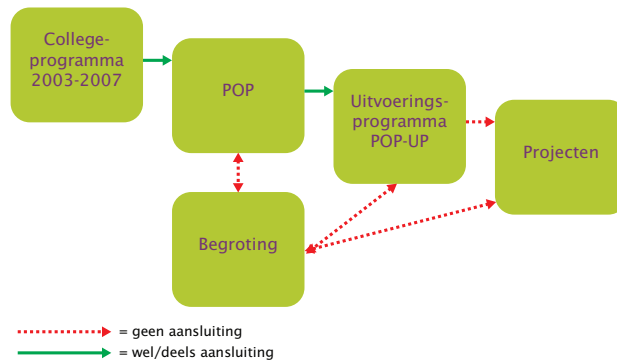 College-
programma
2003-2007
POP
Uitvoerings-
programma
POP-UP
Projecten
Begroting
= geen aansluiting
= wel/deels aansluiting